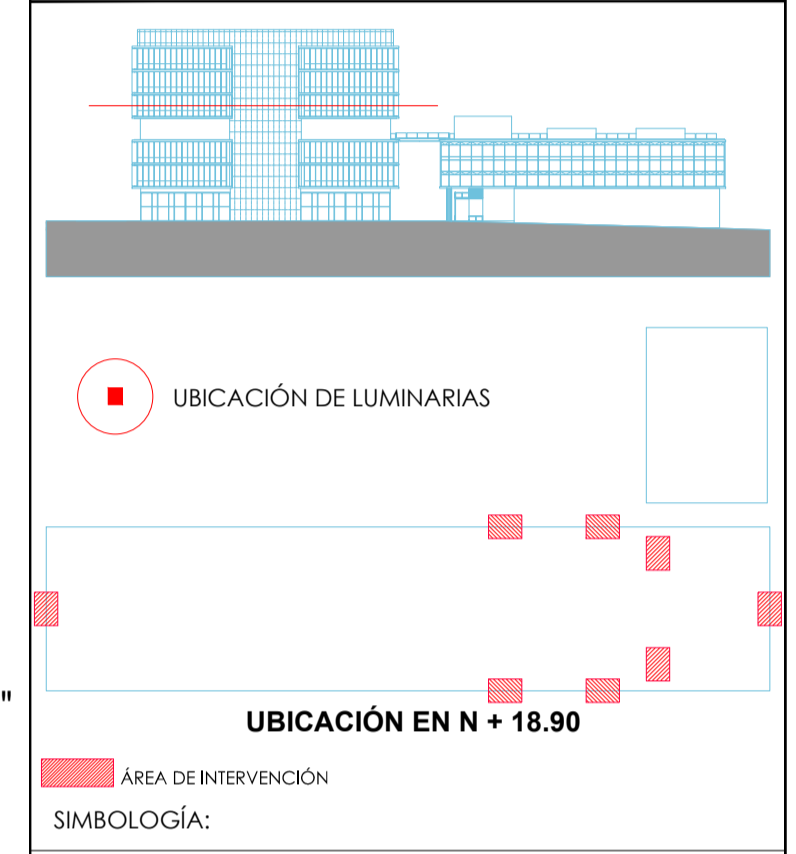 UBICACIÓN DE LUMINARIAS
"
UBICACIÓN EN N + 18.90
ÁREA DE INTERVENCIÓN
SIMBOLOGÍA: